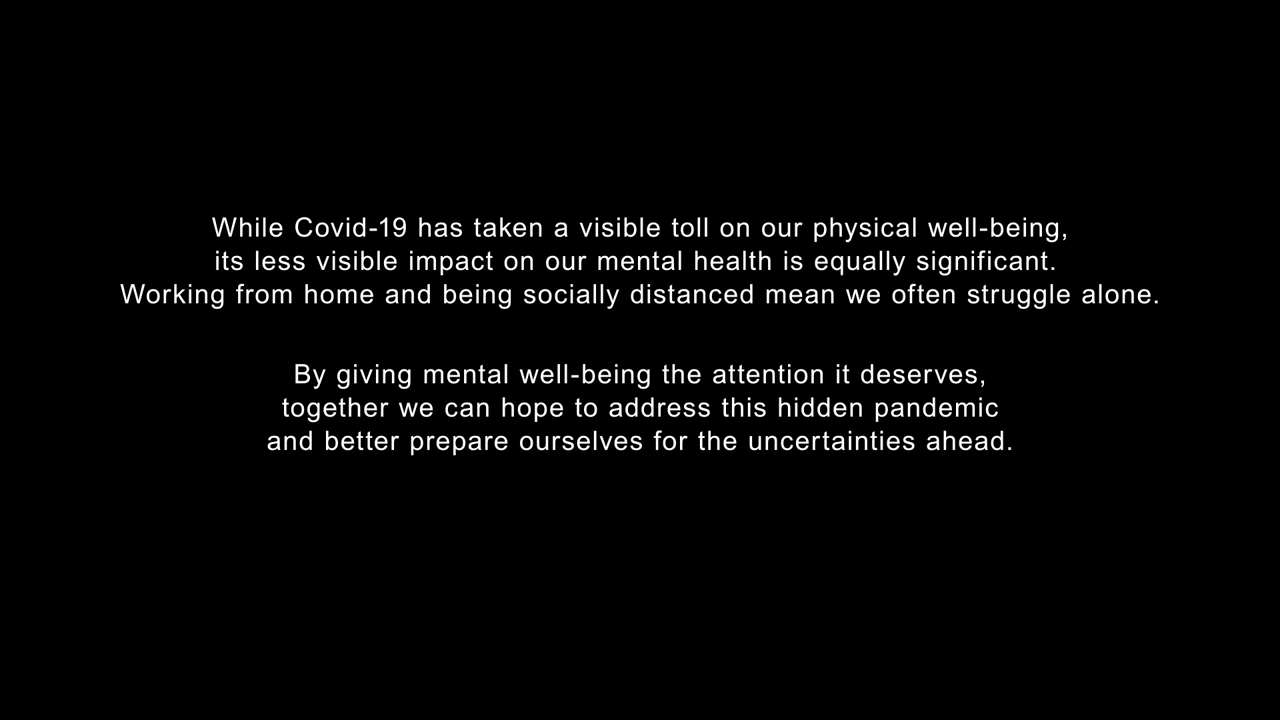 While Covid-19 has taken a visible toll on our physical well-being,
its less visible impact on our mental health is equally significant.
Working from home and being socially distanced mean we often struggle alone.
By giving mental well-being the attention it deserves,
together we can hope to address this hidden pandemic
and better prepare ourselves for the uncertainties ahead.